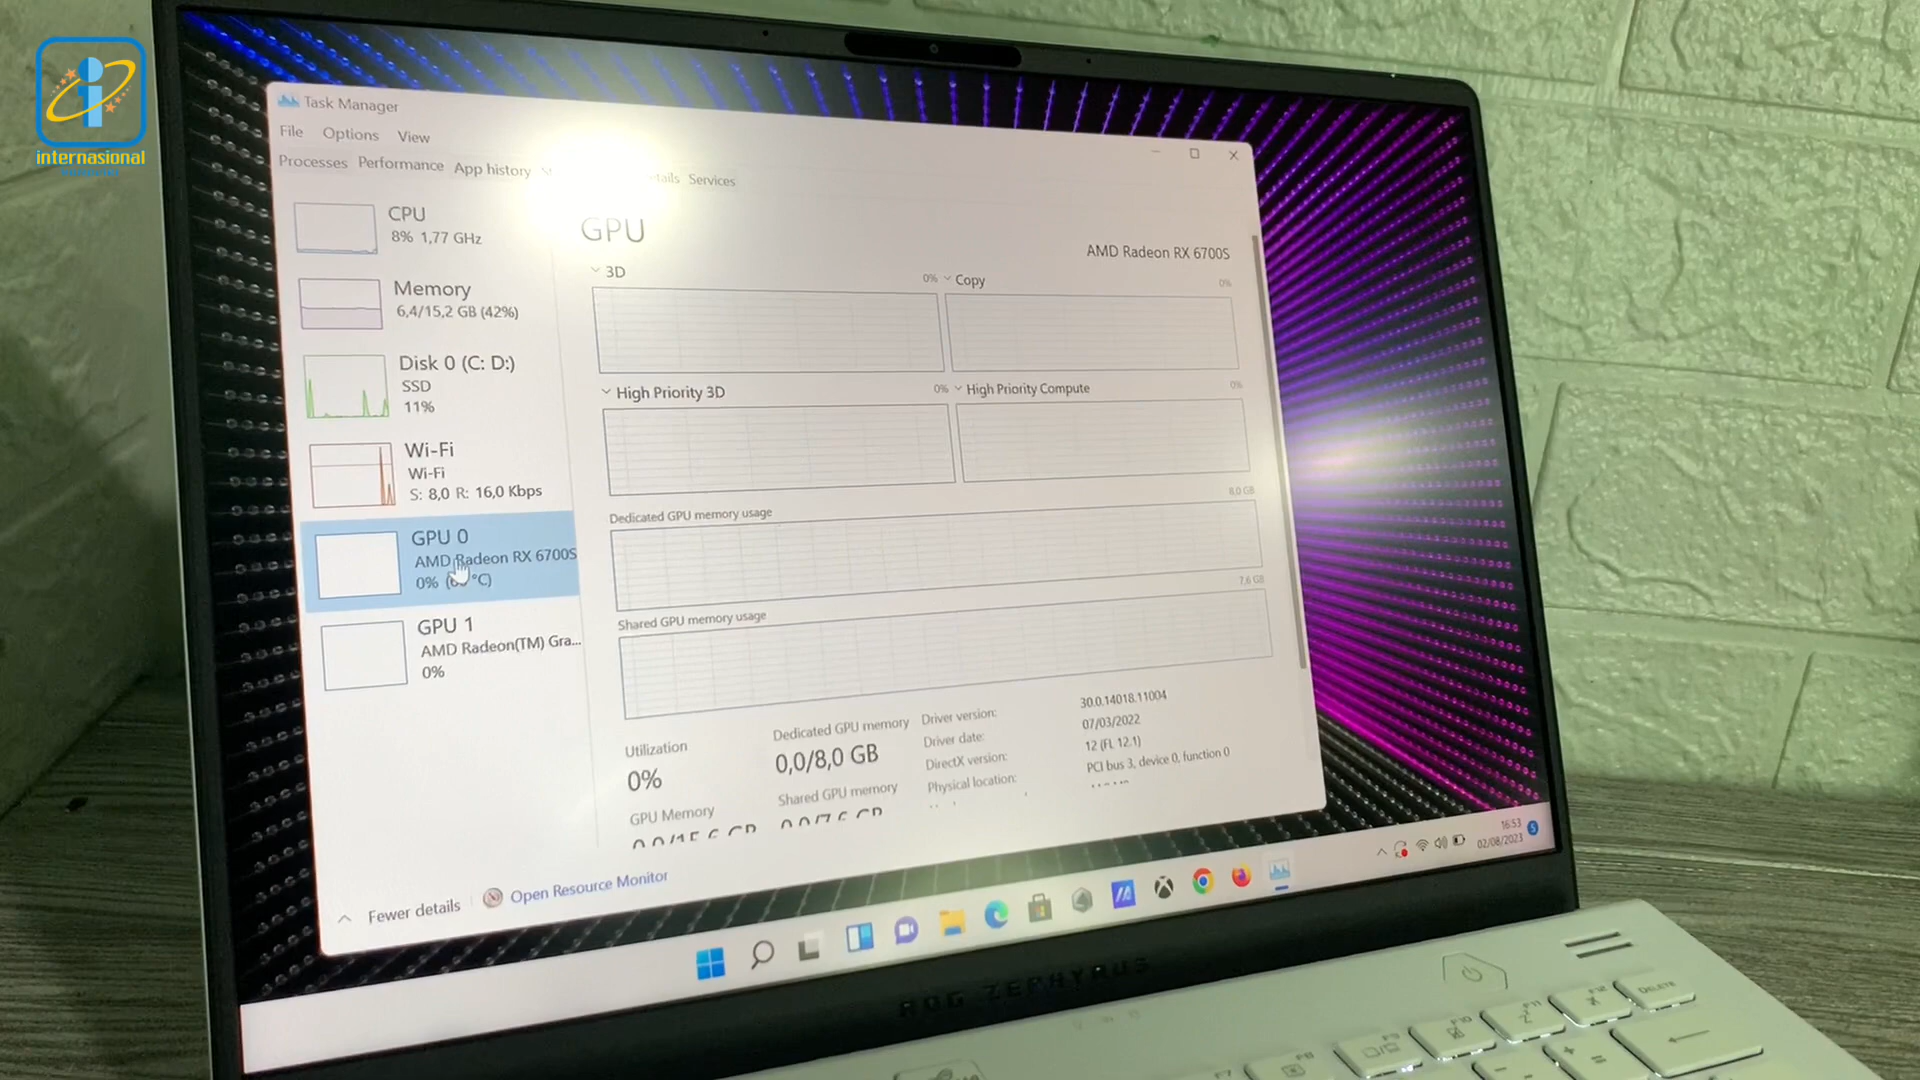 internasional
Task Manager
File Options View
Processes Performance App history Services
CPU
8% 1,77 GHz
Memory
6,4/15,2 GB (42%)
Disk 0 (C: D:)
SSD
11%
Wi-Fi
Wi-Fi
S: 8,0 R: 16,0 Kbps
GPU 0
AMD Radeon RX 6700S
0%
GPU 1
AMD Radeon(TM) Gra...
0%
GPU
AMD Radeon RX 6700S
3D 0% Copy 0%
High Priority 3D 0% High Priority Compute 0%
Dedicated GPU memory usage 8,0 GB
Shared GPU memory usage 7,6 GB
Utilization
0%
GPU Memory
Dedicated GPU memory
0,0/8,0 GB
Shared GPU memory
Driver version: 30.0.14018.11004
Driver date: 07/03/2022
DirectX version: 12 (FL 12.1)
Physical location: PCI bus 3, device 0, function 0
Fewer details Open Resource Monitor
16:53
02/08/2023
ROG ZEPHYRUS
DELETE